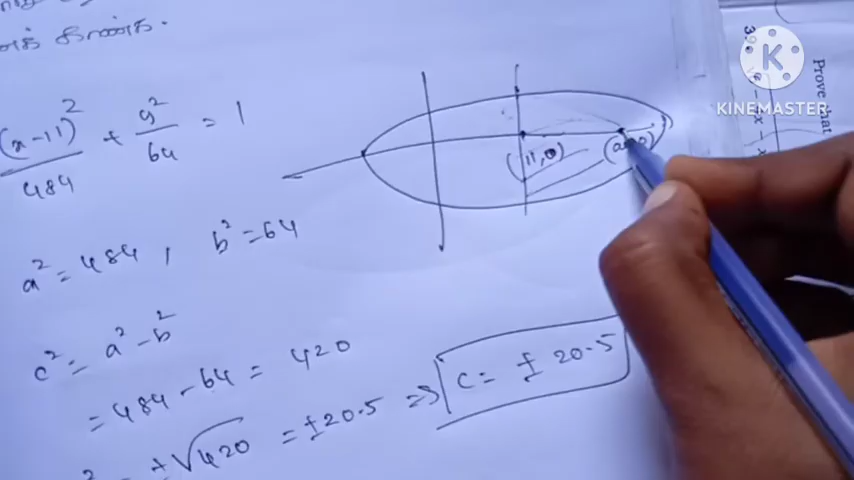 காண்க.
(x-11)² / 484 + y² / 64 = 1
(11,0)
a² = 484 , b² = 64
c² = a² - b²
= 484 - 64 = 420
± √420 = ±20.5 ⇒ c = ± 20.5
K
KINEMASTER
3.
Prove that